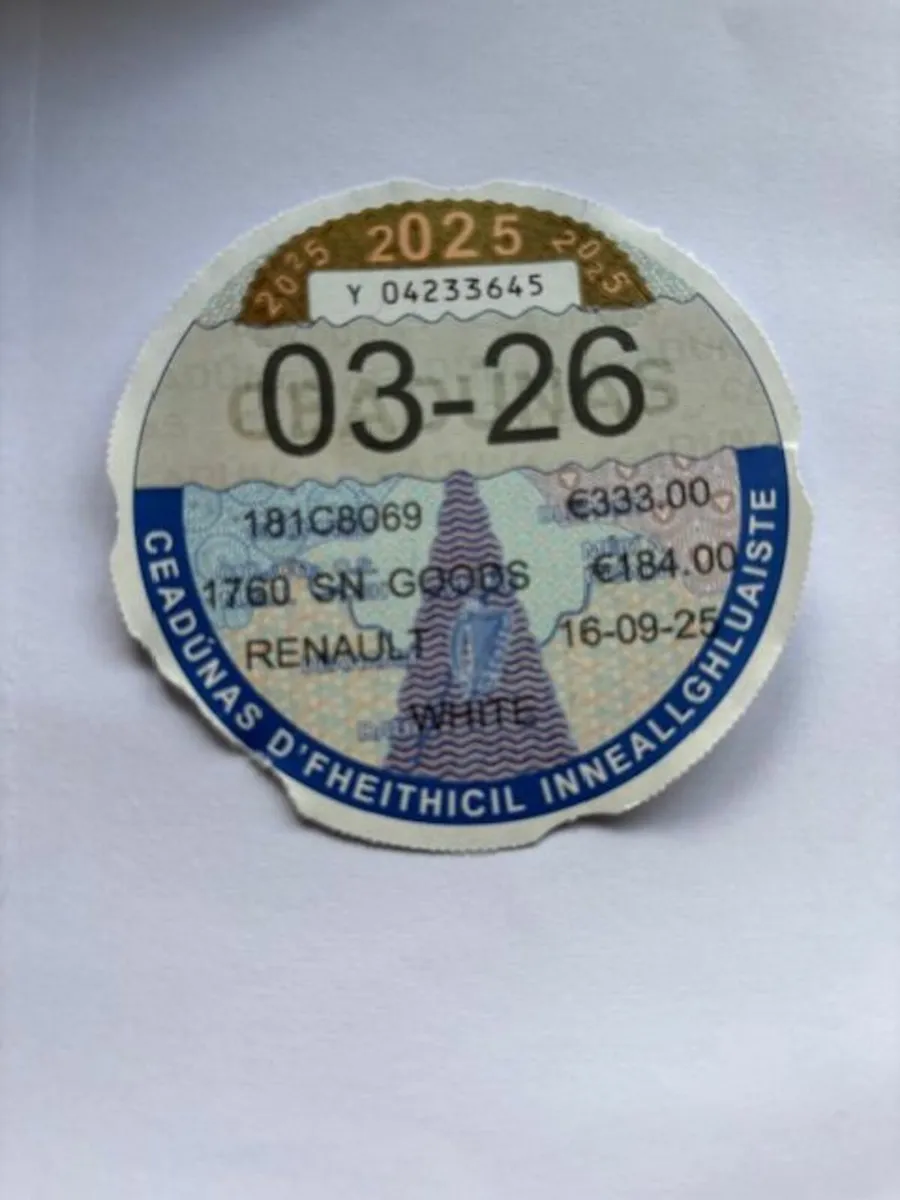 2025 2025 2025
Y 04233645
03-26
CEADÚNAS
181C8069 €333.00
1760 SN GOODS €184.00
RENAULT 16-09-25
WHITE
CEADÚNAS D'FHEITHICIL INNEALLGHLUAISTE